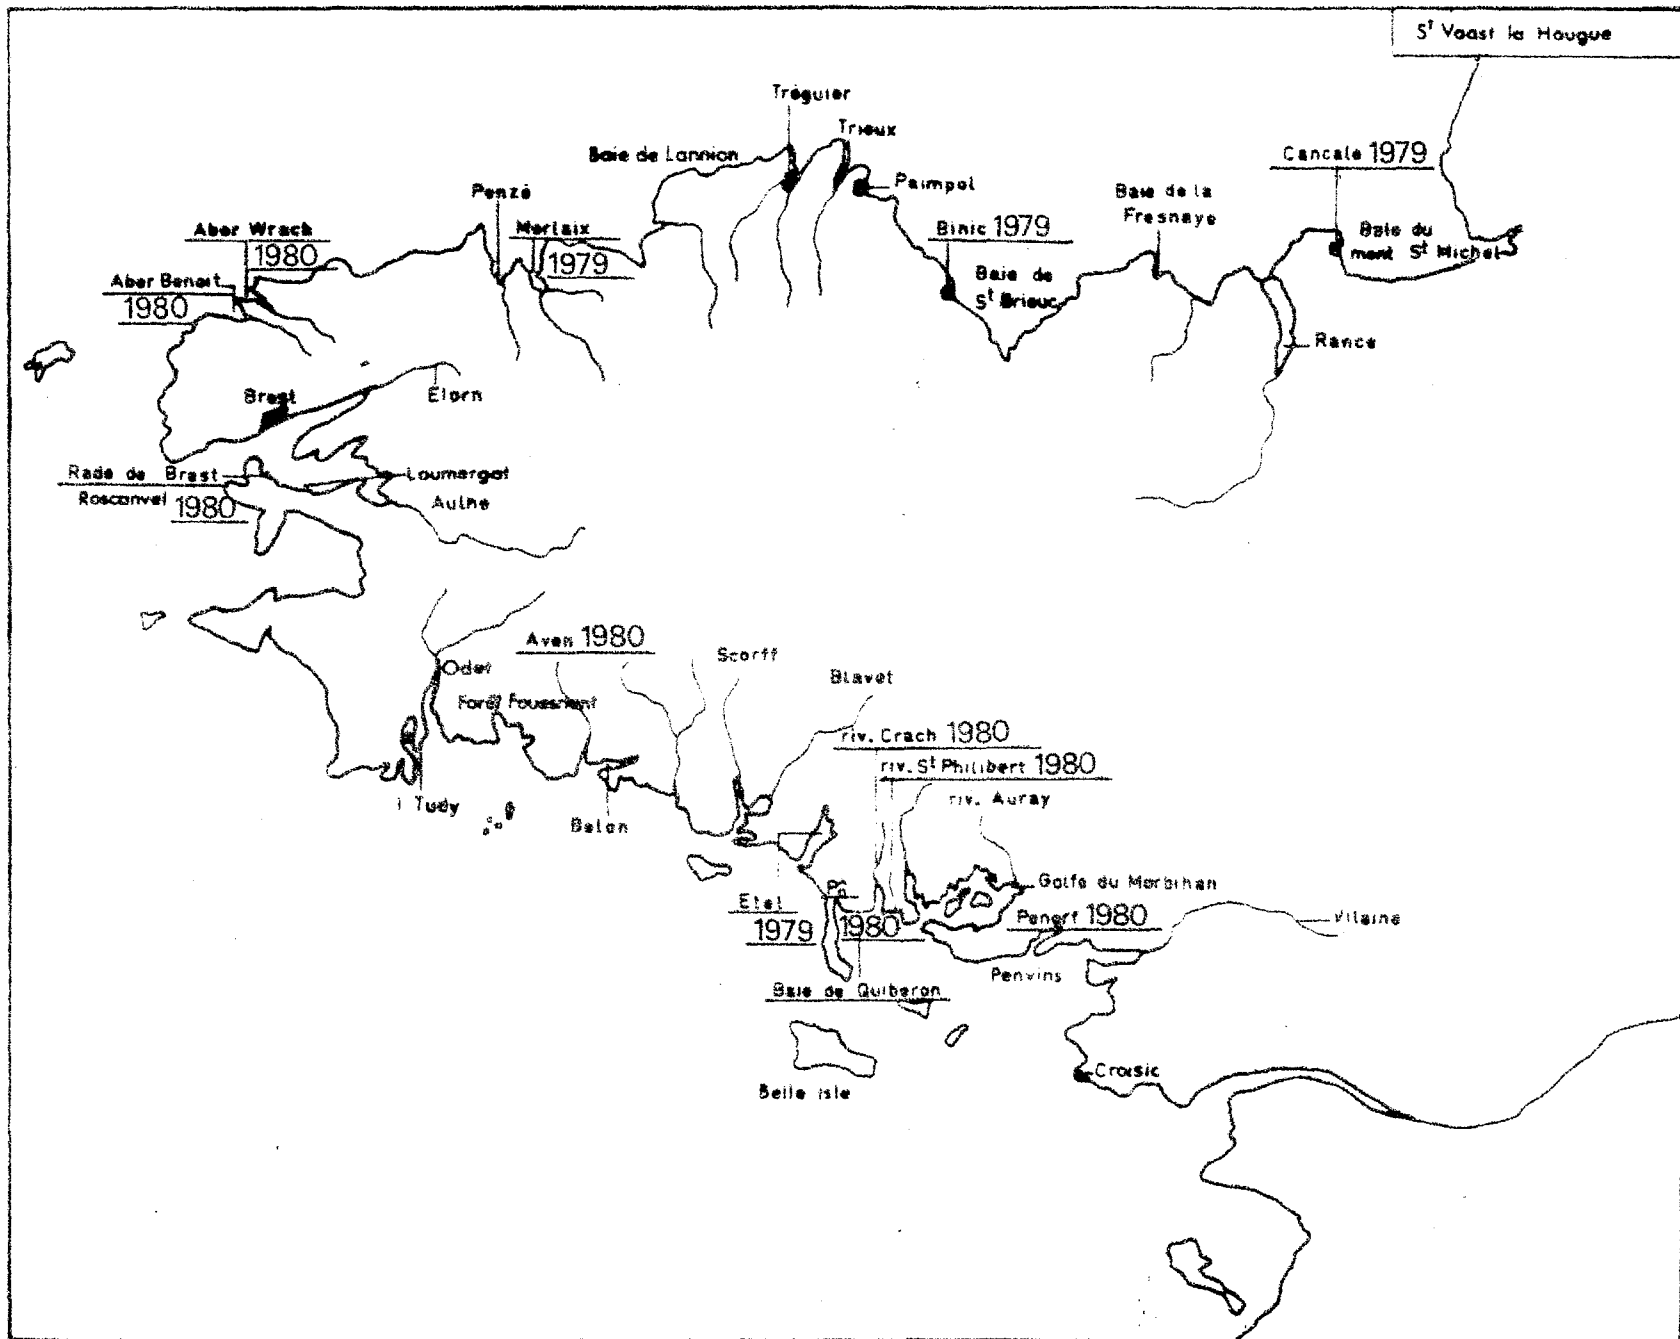 St Vaast la Hougue
Tréguier
Trieux
Baie de Lannion
Cancale 1979
Penzé
Paimpol
Baie de la
Fresnaye
Aber Wrach
1980
Morlaix
1979
Binic 1979
Baie du
mont St Michel
Aber Benoit
1980
Baie de
St Brieuc
Rance
Brest
Elorn
Rade de Brest
Roscanvel 1980
Loumergat
Aulne
Aven 1980
Scorff
Odet
Blavet
Forêt Fouesnant
riv. Crach 1980
riv. St Philibert 1980
riv. Auray
I Tudy
Belon
Golfe du Morbihan
Etel
1979
Po
1980
Penerf 1980
Vilaine
Penvins
Baie de Quiberon
Croisic
Belle isle